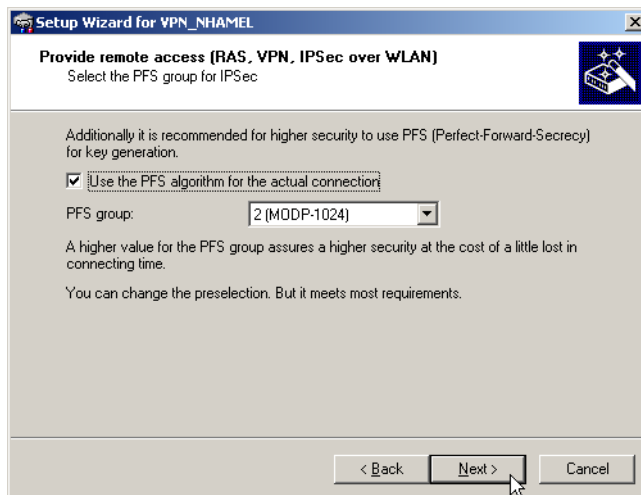 Setup Wizard for VPN_NHAMEL
Provide remote access (RAS, VPN, IPSec over WLAN)
Select the PFS group for IPSec
Additionally it is recommended for higher security to use PFS (Perfect-Forward-Secrecy)
for key generation.
Use the PFS algorithm for the actual connection
PFS group:
2 (MODP-1024)
A higher value for the PFS group assures a higher security at the cost of a little lost in
connecting time.
You can change the preselection. But it meets most requirements.
< Back
Next >
Cancel